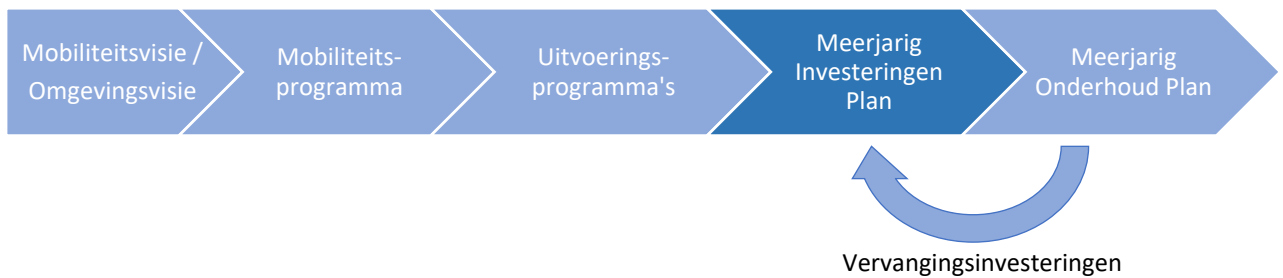 Mobiliteitsvisie /
Omgevingsvisie
Mobiliteits-
programma
Uitvoerings-
programma's
Meerjarig
Investeringen
Plan
Meerjarig
Onderhoud Plan
Vervangingsinvesteringen